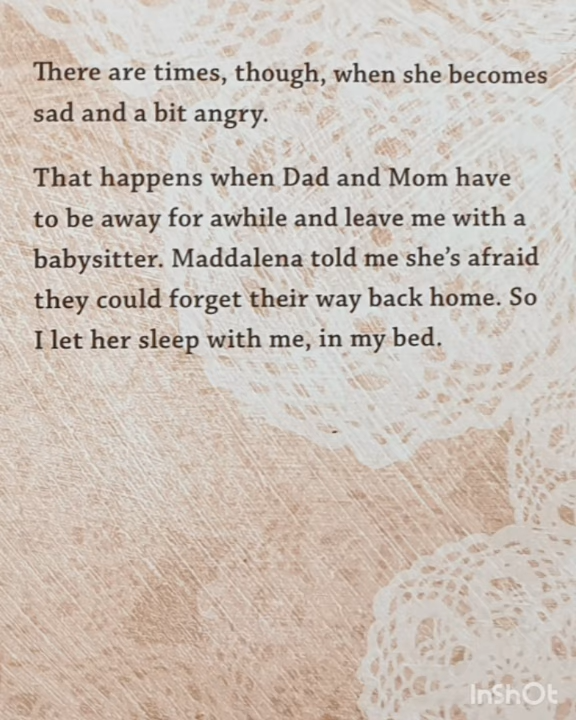 There are times, though, when she becomes
sad and a bit angry.
That happens when Dad and Mom have
to be away for awhile and leave me with a
babysitter. Maddalena told me she's afraid
they could forget their way back home. So
I let her sleep with me, in my bed.
InShOt